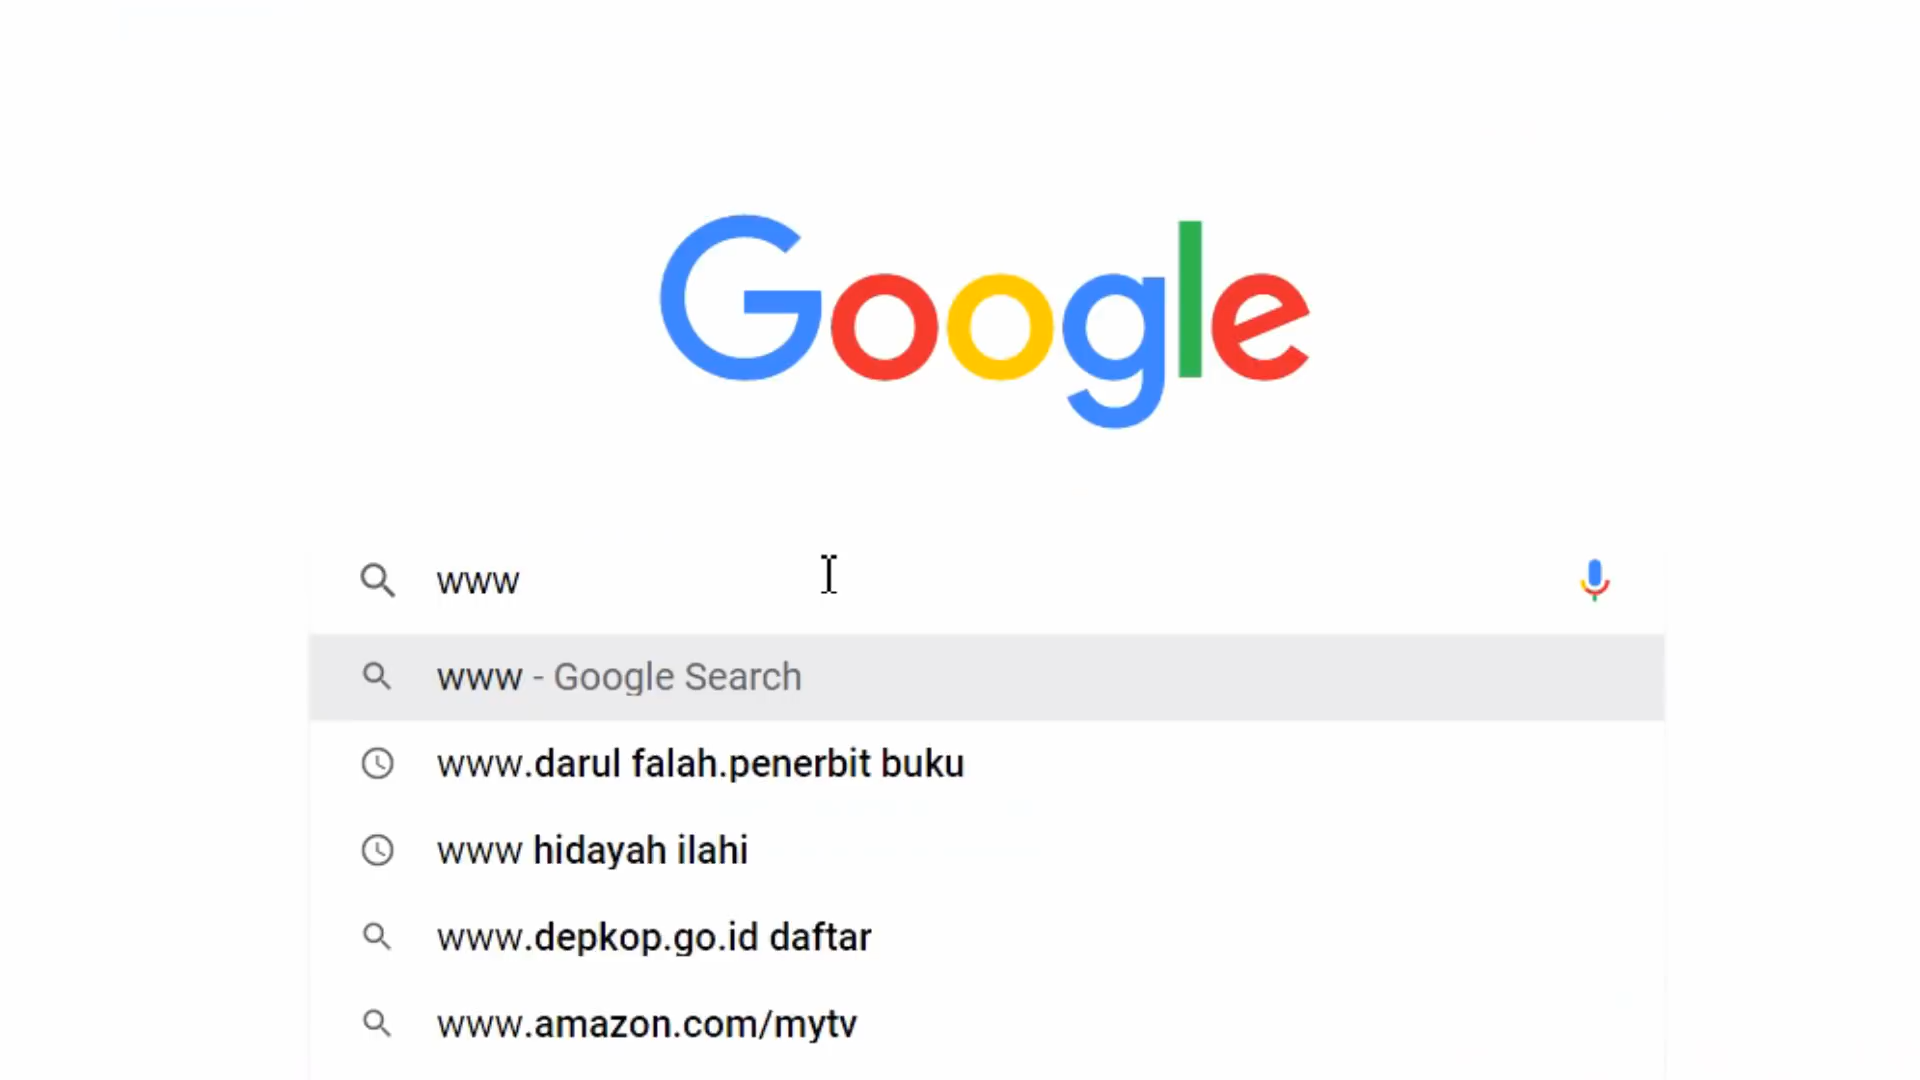 Google
www
www - Google Search
www.darul falah.penerbit buku
www hidayah ilahi
www.depkop.go.id daftar
www.amazon.com/mytv